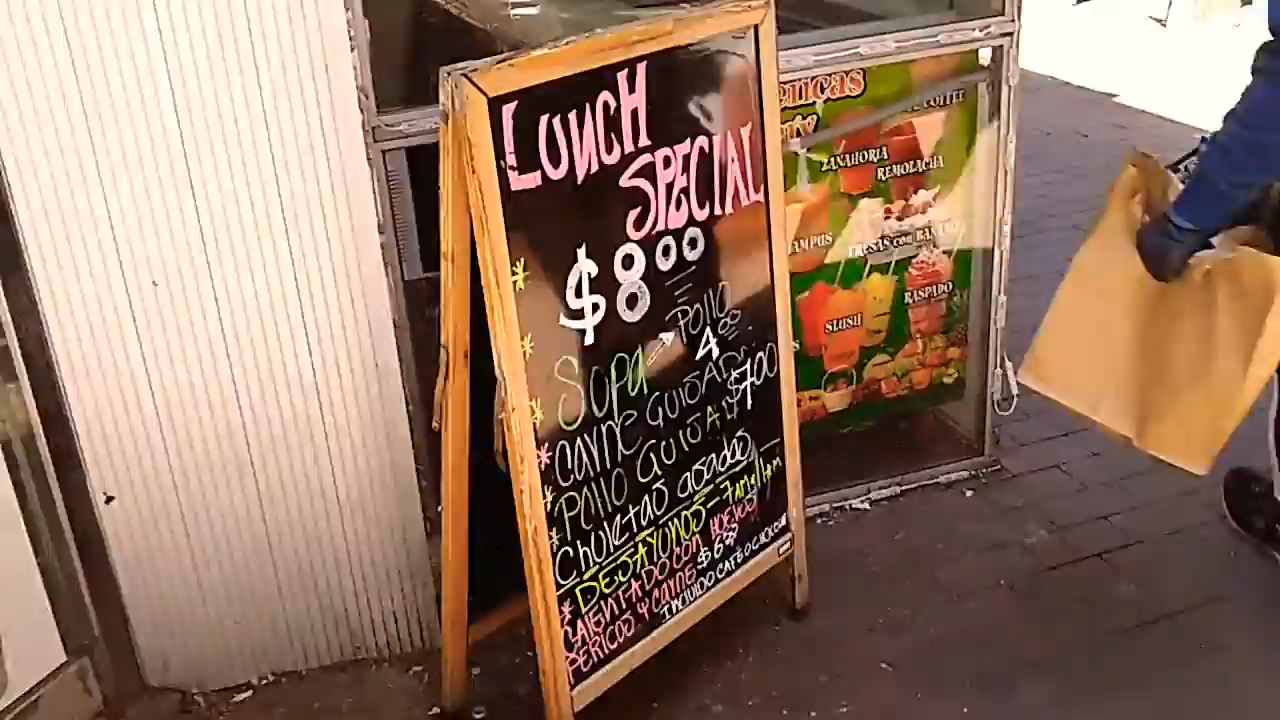 LUNCH
SPECIAL
$8.00
Sopa → Pollo
4.00
* CARNE GUISADA
$7.00
* Pollo GUISADO
* Chuletas asadas
DESAYUNOS - 7AM a 11AM
* CALENTADO CON HUEVOS
PERICOS Y CARNE $6
INCLUIDO CAFÉ O CHOCOLATE
ZANAHORIA
REMOLACHA
FRESAS con BANANO
RASPADO
SLUSH